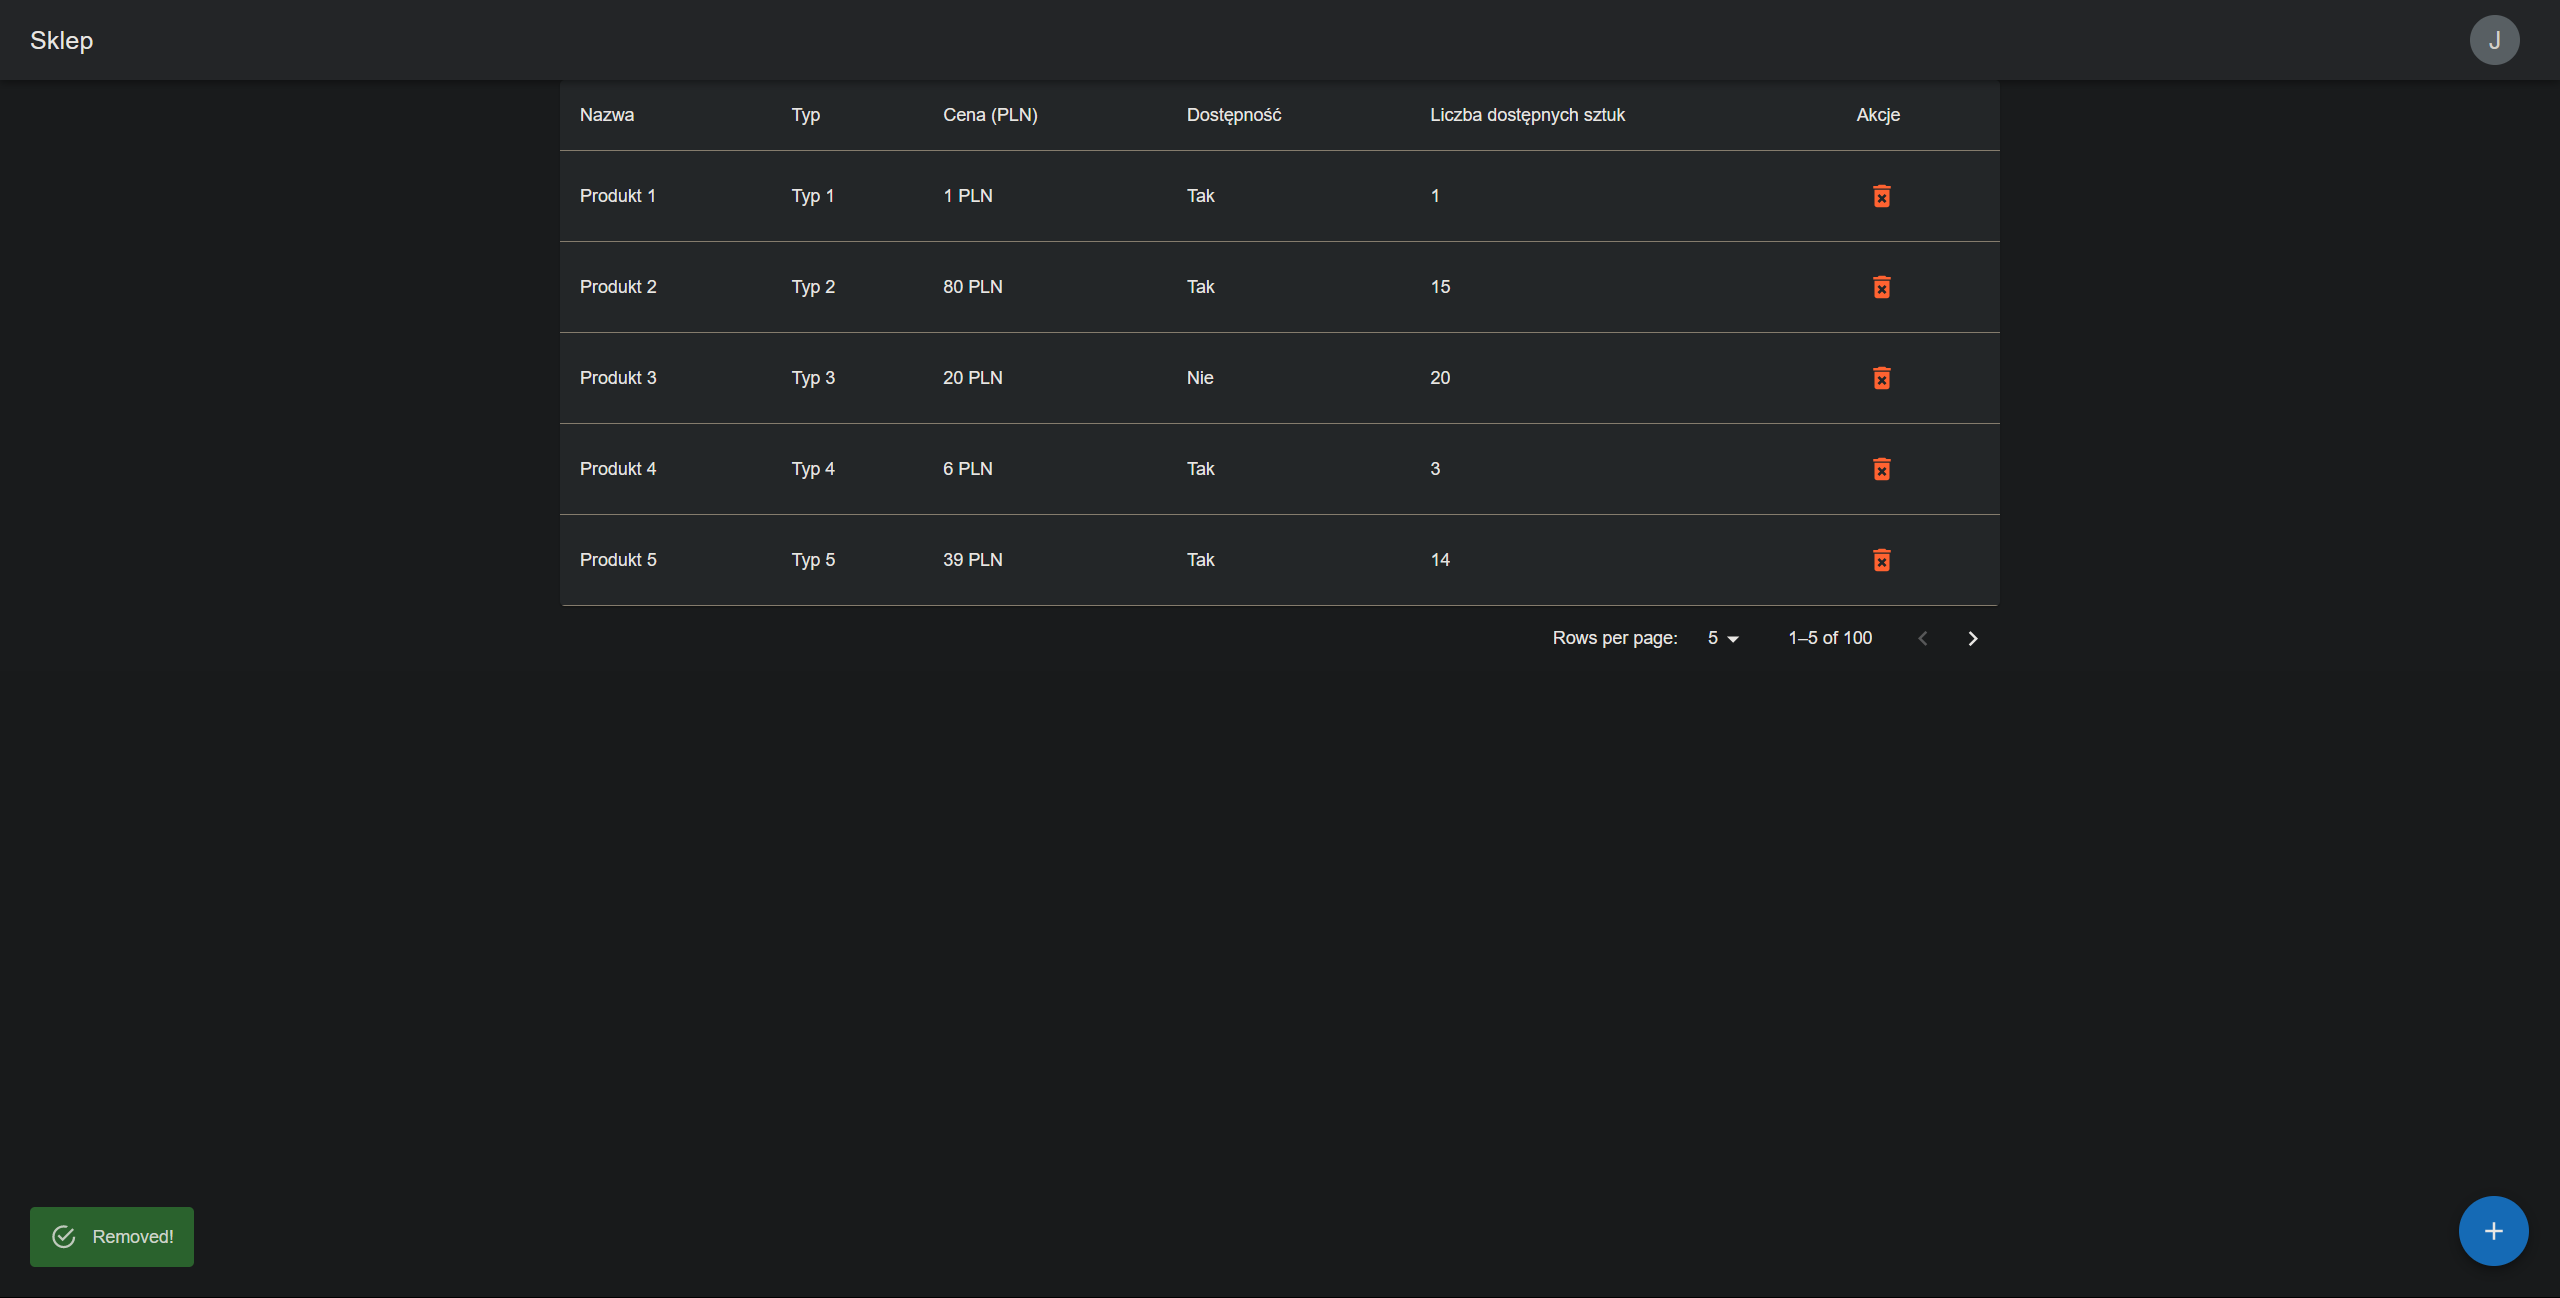 Sklep
J
Nazwa Typ Cena (PLN) Dostępność Liczba dostępnych sztuk Akcje
Produkt 1 Typ 1 1 PLN Tak 1
Produkt 2 Typ 2 80 PLN Tak 15
Produkt 3 Typ 3 20 PLN Nie 20
Produkt 4 Typ 4 6 PLN Tak 3
Produkt 5 Typ 5 39 PLN Tak 14
Rows per page: 5 1–5 of 100
Removed!